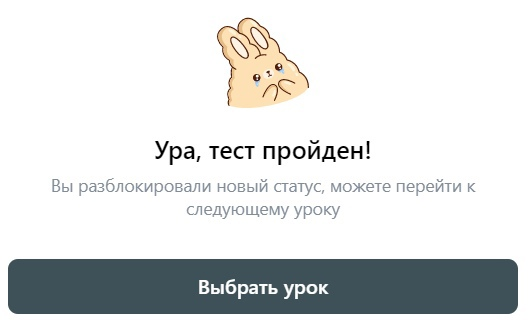 Ура, тест пройден!
Вы разблокировали новый статус, можете перейти к
следующему уроку
Выбрать урок